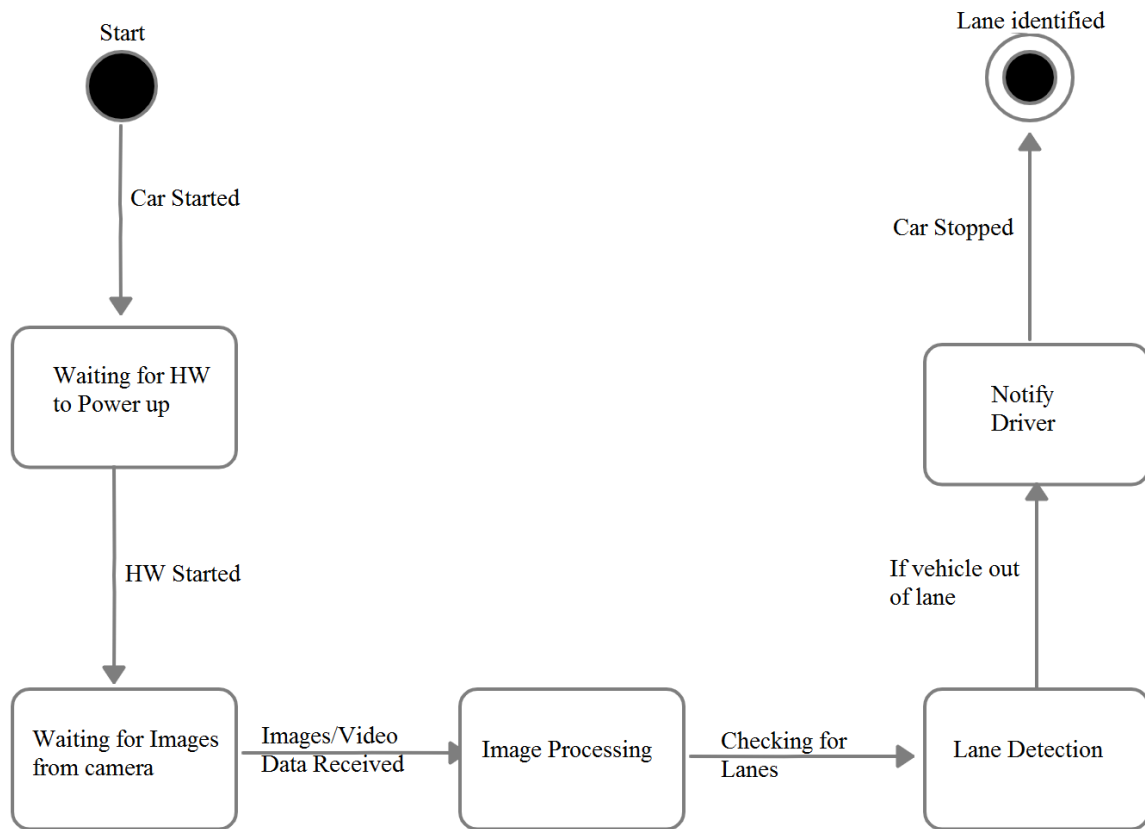 Start
Car Started
Waiting for HW
to Power up
HW Started
Waiting for Images
from camera
Images/Video
Data Received
Image Processing
Checking for
Lanes
Lane Detection
If vehicle out
of lane
Notify
Driver
Car Stopped
Lane identified